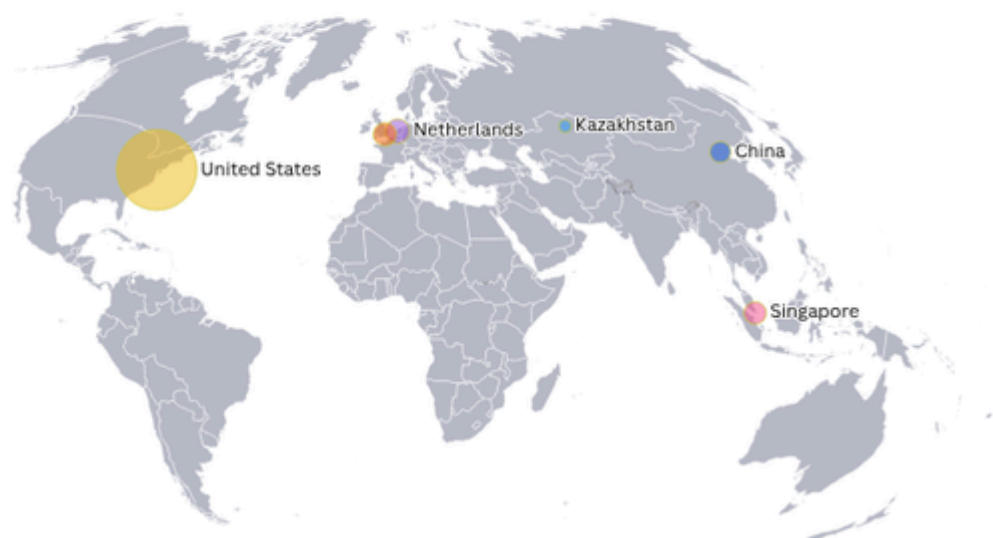 Kazakhstan
Netherlands
China
United States
Singapore